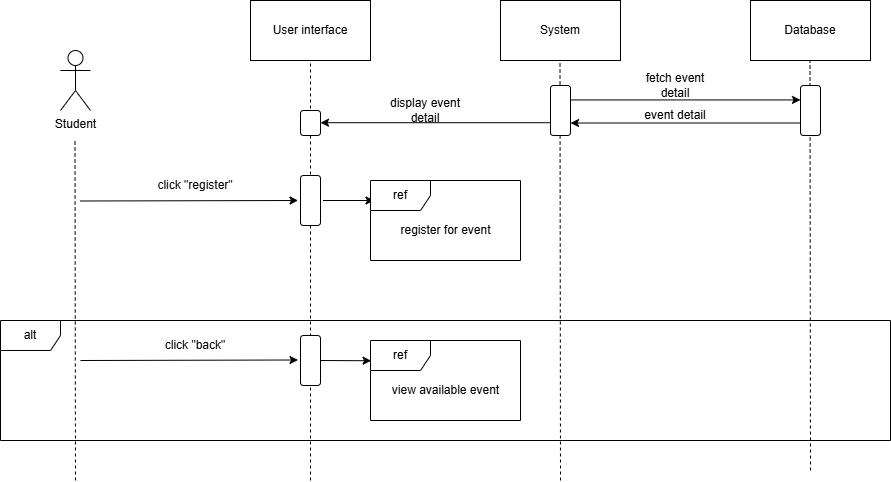 User interface
System
Database
Student
fetch event
detail
display event
detail
event detail
click "register"
ref
register for event
alt
click "back"
ref
view available event